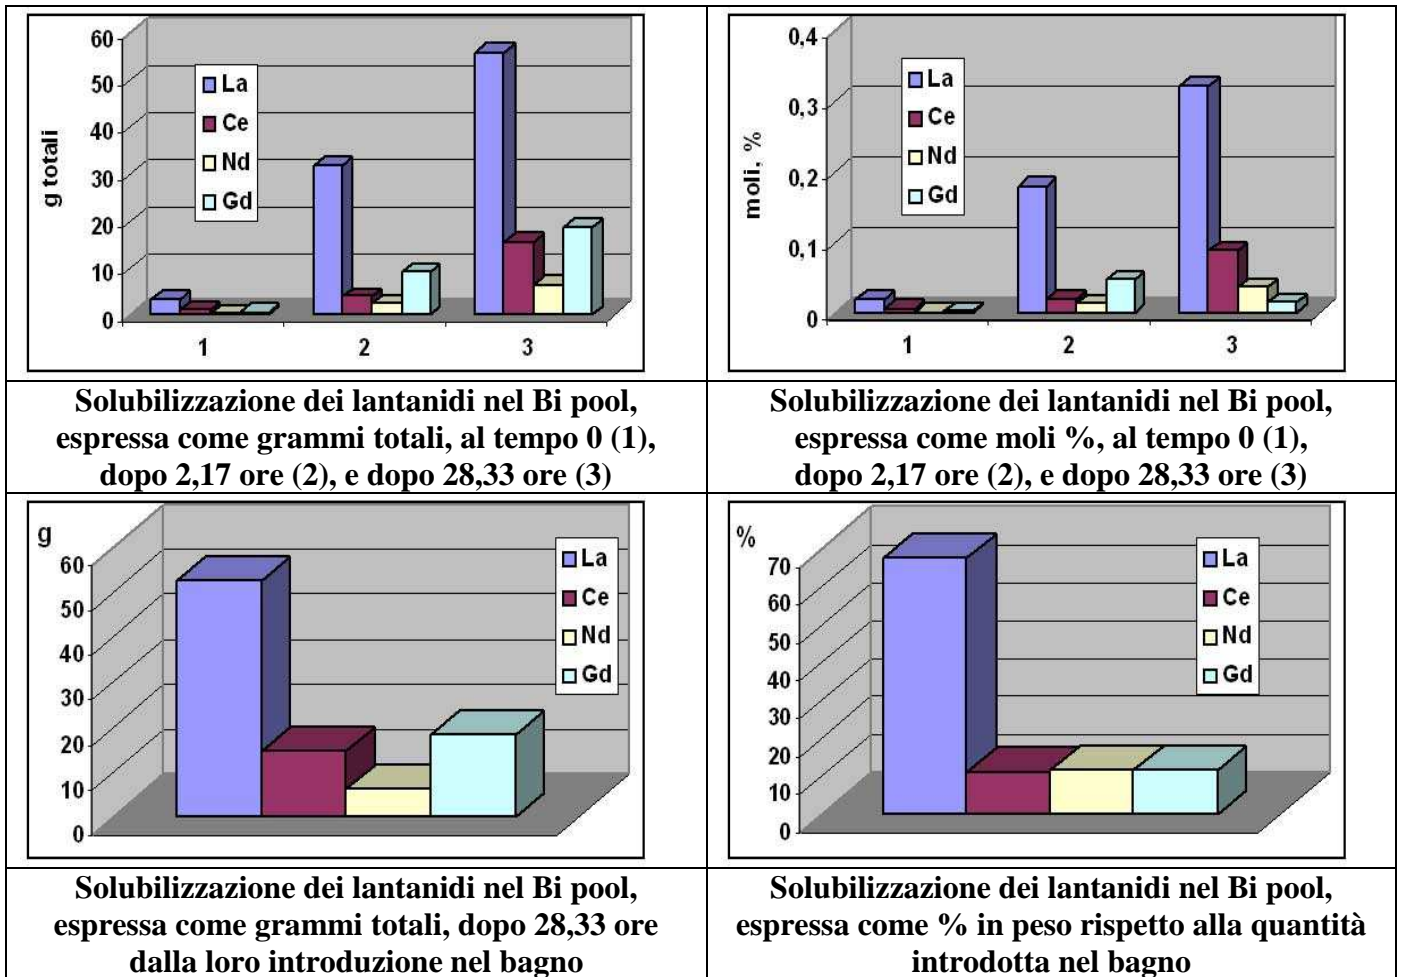 60
50
40
30
20
10
0
g totali
La
Ce
Nd
Gd
1 2 3
Solubilizzazione dei lantanidi nel Bi pool,
espressa come grammi totali, al tempo 0 (1),
dopo 2,17 ore (2), e dopo 28,33 ore (3)
0,4
0,3
0,2
0,1
0
moli, %
La
Ce
Nd
Gd
1 2 3
Solubilizzazione dei lantanidi nel Bi pool,
espressa come moli %, al tempo 0 (1),
dopo 2,17 ore (2), e dopo 28,33 ore (3)
g
60
50
40
30
20
10
0
La
Ce
Nd
Gd
Solubilizzazione dei lantanidi nel Bi pool,
espressa come grammi totali, dopo 28,33 ore
dalla loro introduzione nel bagno
%
70
60
50
40
30
20
10
0
La
Ce
Nd
Gd
Solubilizzazione dei lantanidi nel Bi pool,
espressa come % in peso rispetto alla quantità
introdotta nel bagno